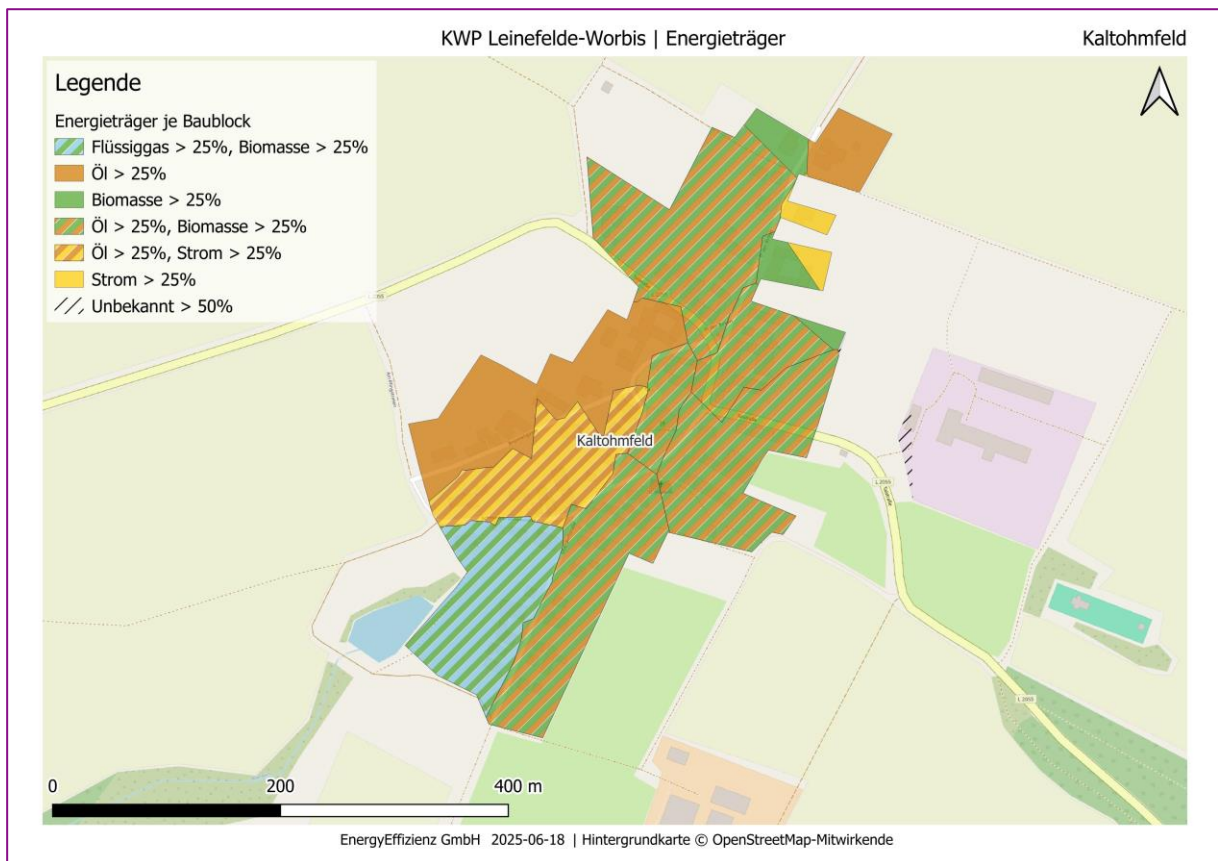 KWP Leinefelde-Worbis | Energieträger
Kaltohmfeld
Legende
Energieträger je Baublock
Flüssiggas > 25%, Biomasse > 25%
Öl > 25%
Biomasse > 25%
Öl > 25%, Biomasse > 25%
Öl > 25%, Strom > 25%
Strom > 25%
Unbekannt > 50%
Kaltohmfeld
0 200 400 m
EnergyEffizienz GmbH 2025-06-18 | Hintergrundkarte © OpenStreetMap-Mitwirkende